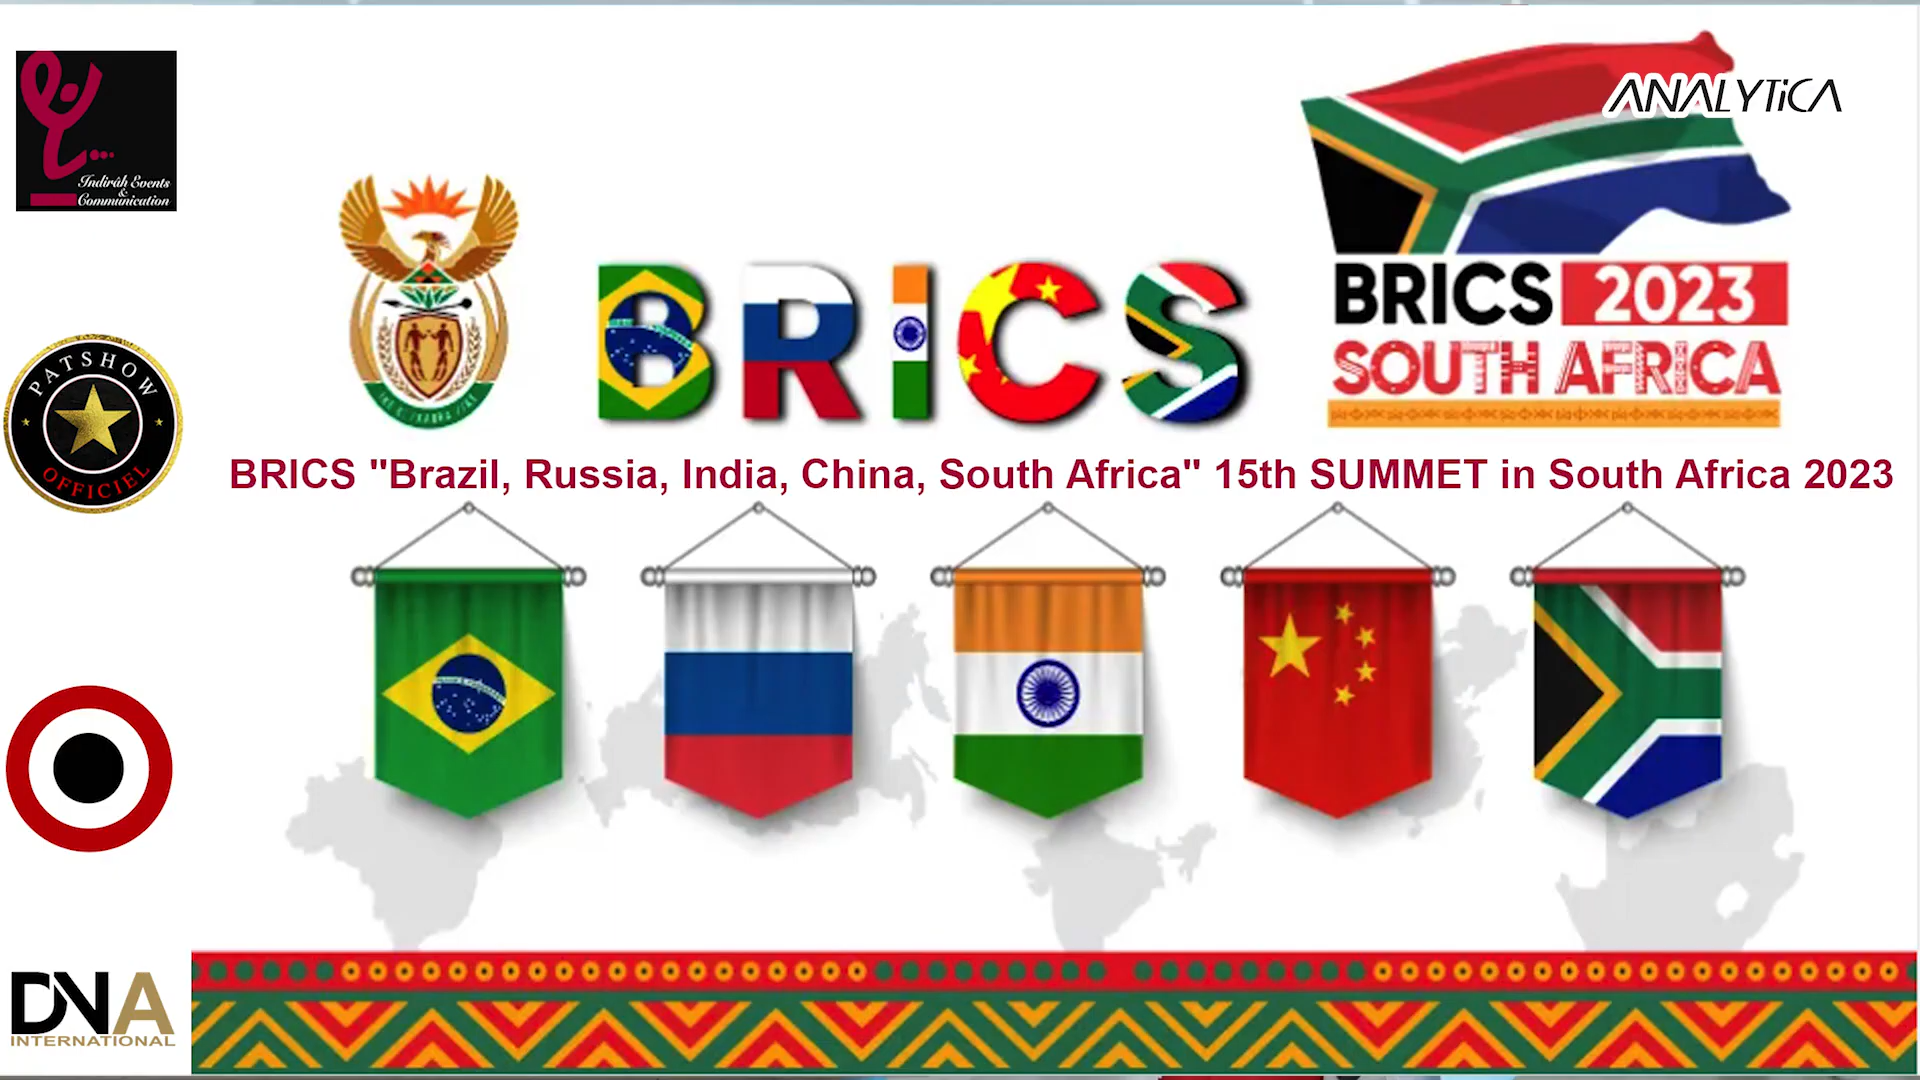 ANALYTiCA
Indirâh Events
&
Communication
BRICS
BRICS 2023
SOUTH AFRICA
PATSHOW
OFFICIEL
BRICS "Brazil, Russia, India, China, South Africa" 15th SUMMET in South Africa 2023
DNA
INTERNATIONAL